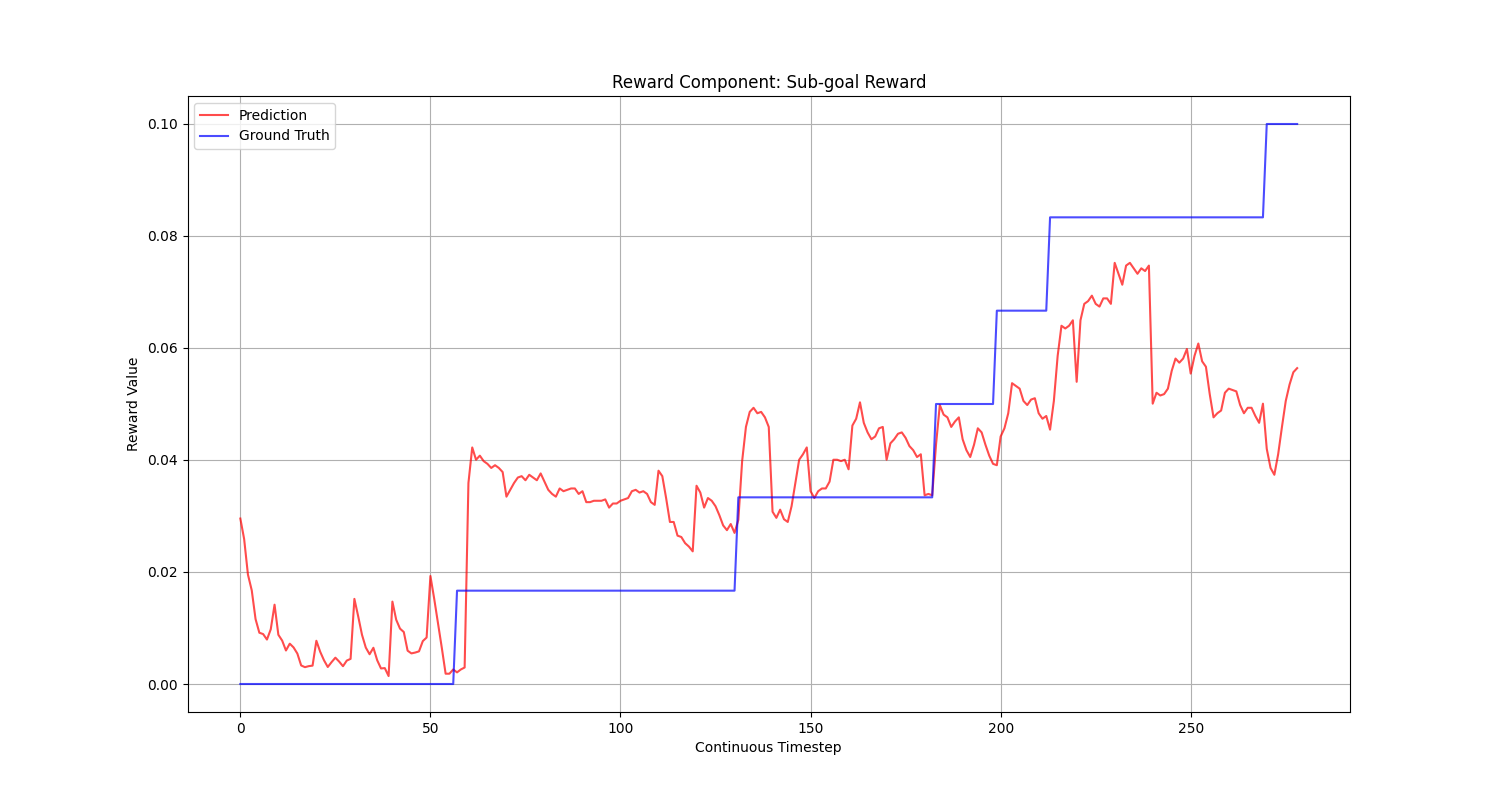 Reward Component: Sub-goal Reward
Prediction
Ground Truth
0.10
0.08
0.06
0.04
0.02
0.00
Reward Value
0 50 100 150 200 250
Continuous Timestep